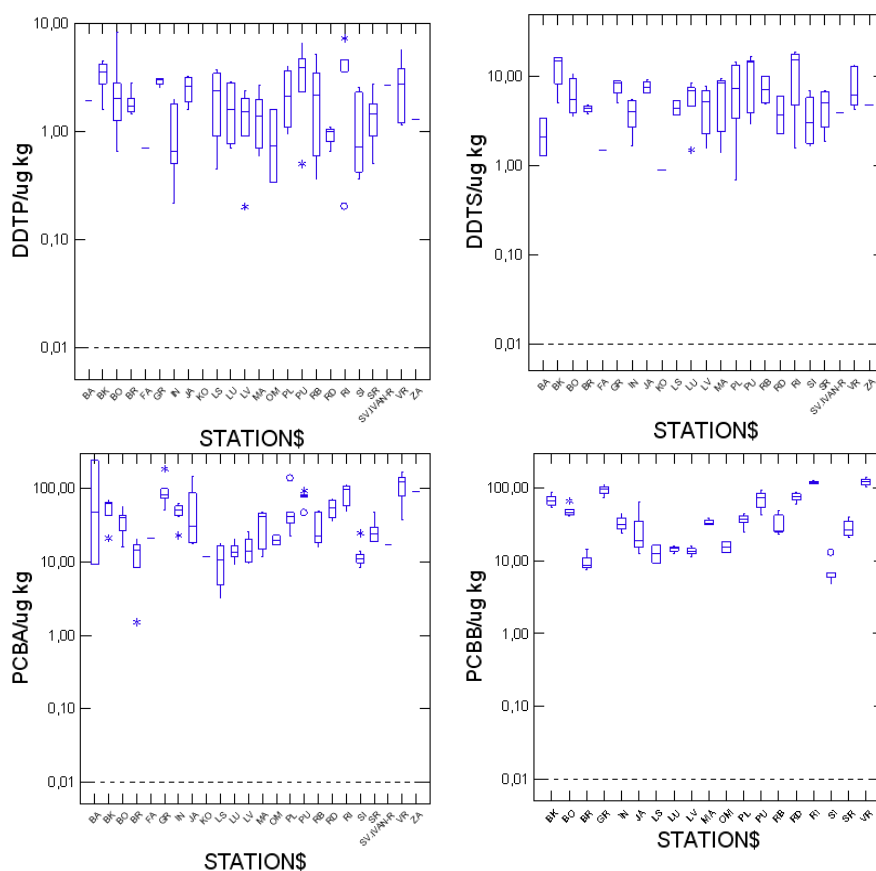 10,00
1,00
0,10
0,01
DDTP/ug kg
BA BK BO BR FA GR IN JA KO LS LU LV MA OM PL PU RB RD RI SI SR SV.IVAN-R VR ZA
STATION$
10,00
1,00
0,10
0,01
DDTS/ug kg
BA BK BO BR FA GR IN JA KO LS LU LV MA PL PU RB RD RI SI SR SV.IVAN-R VR ZA
STATION$
100,00
10,00
1,00
0,10
0,01
PCBA/ug kg
BA BK BO BR FA GR IN JA KO LS LU LV MA OM PL PU RB RD RI SI SR SV.IVAN-R VR ZA
STATION$
100,00
10,00
1,00
0,10
0,01
PCBB/ug kg
BK BO BR GR IN JA LS LU LV MA OM PL PU RB RD RI SI SR VR
STATION$